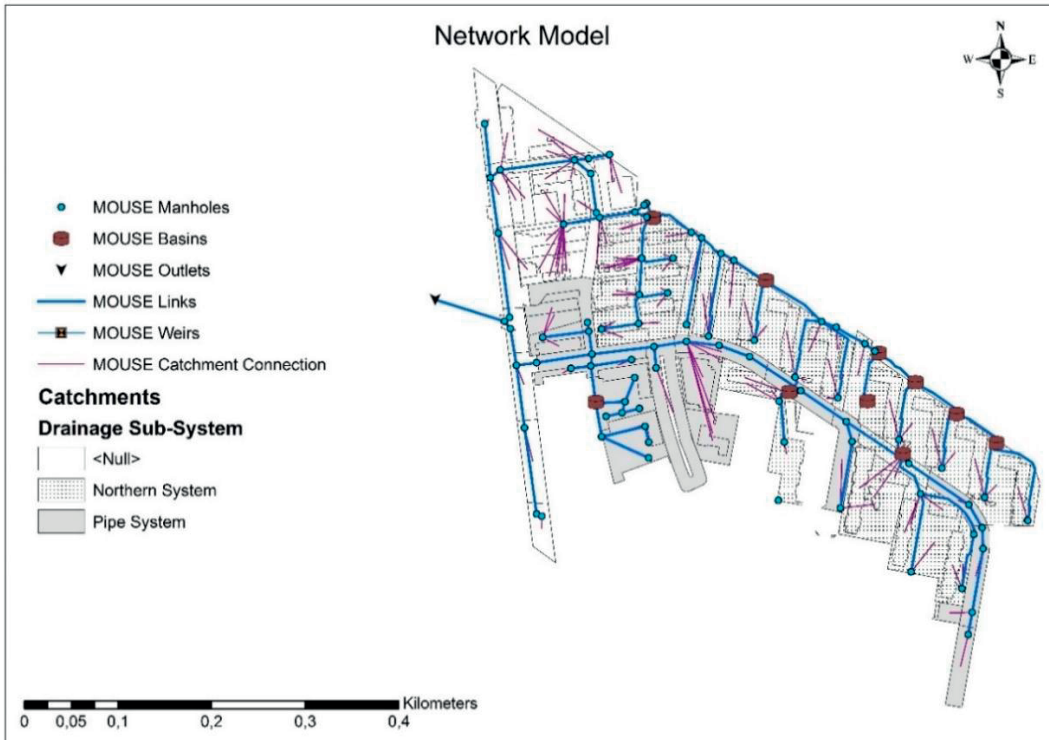 Network Model
N
W E
S
MOUSE Manholes
MOUSE Basins
MOUSE Outlets
MOUSE Links
MOUSE Weirs
MOUSE Catchment Connection
Catchments
Drainage Sub-System
<Null>
Northern System
Pipe System
Kilometers
0 0,05 0,1 0,2 0,3 0,4